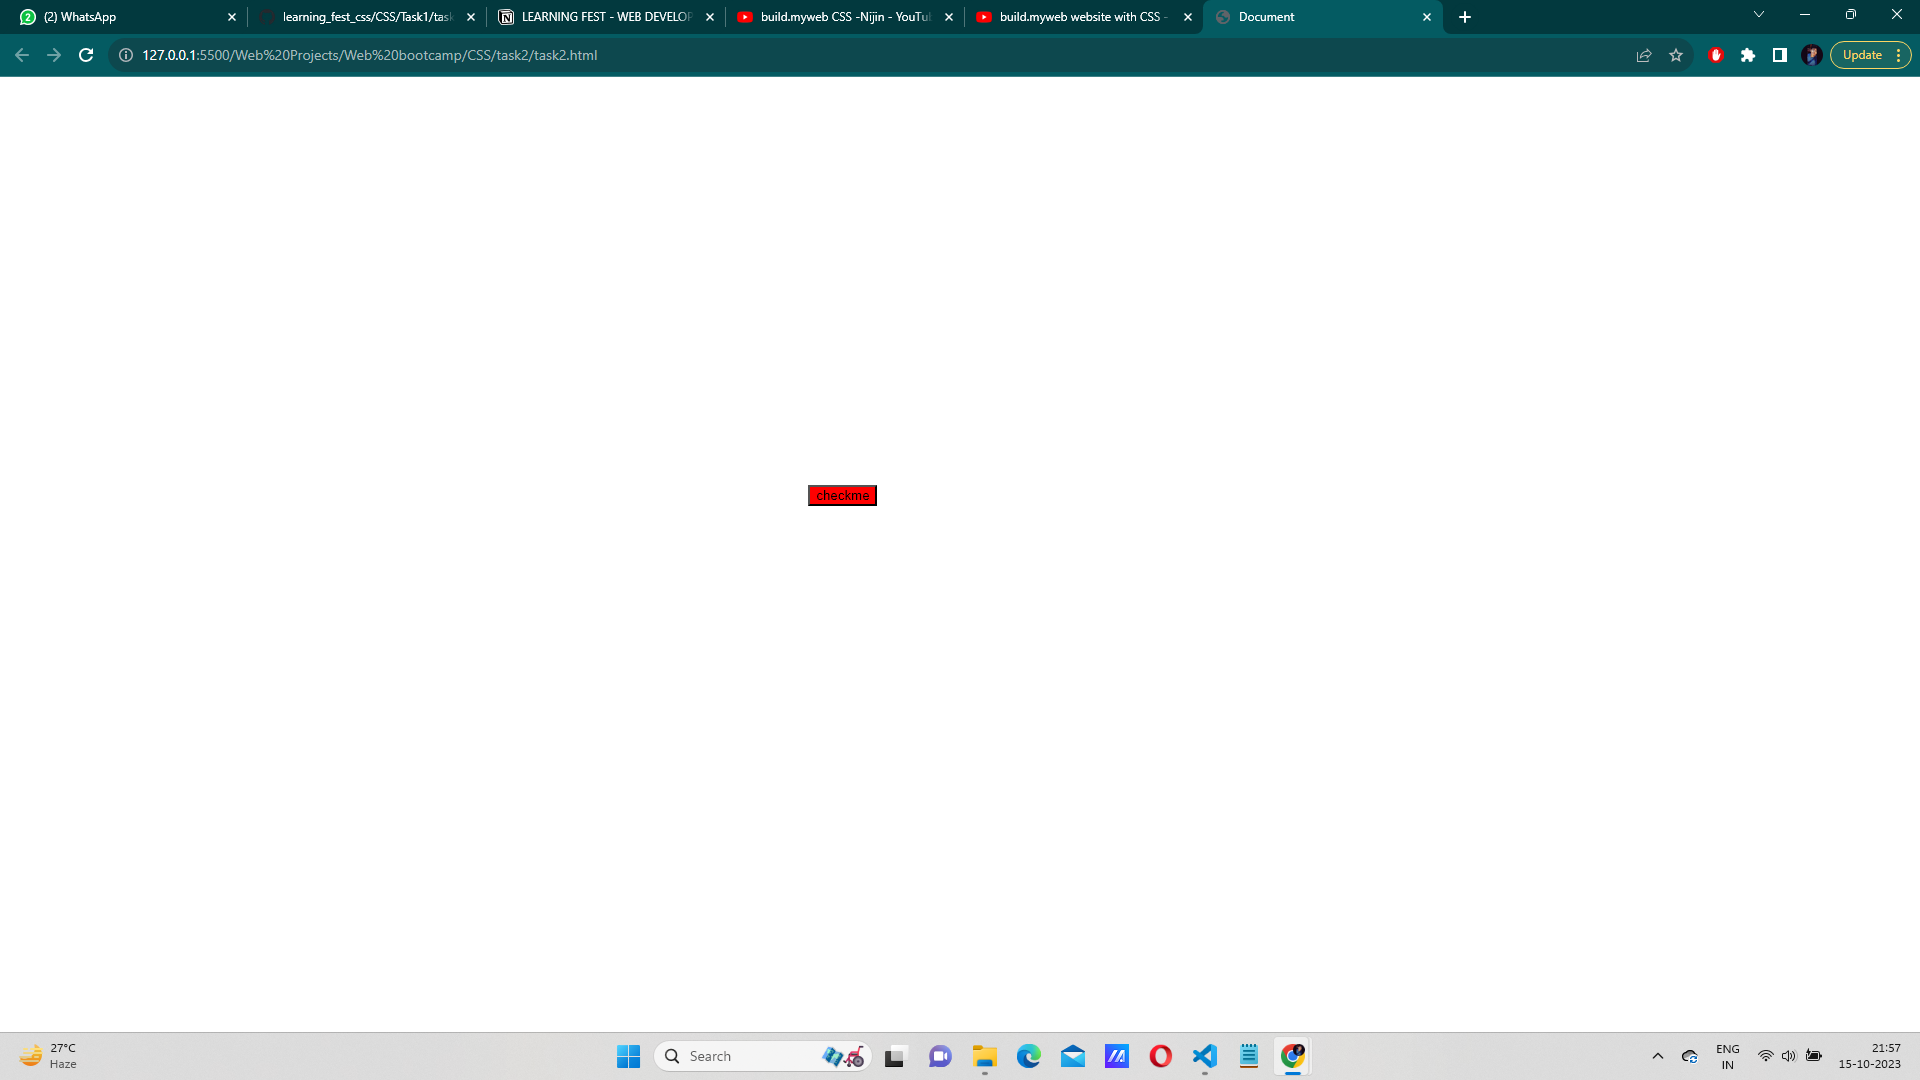 2 (2) WhatsApp
learning_fest_css/CSS/Task1/task
LEARNING FEST - WEB DEVELOP
build.myweb CSS -Nijin - YouTu
build.myweb website with CSS -
Document
127.0.0.1:5500/Web%20Projects/Web%20bootcamp/CSS/task2/task2.html
Update
checkme
27°C
Haze
Search
ENG
IN
21:57
15-10-2023